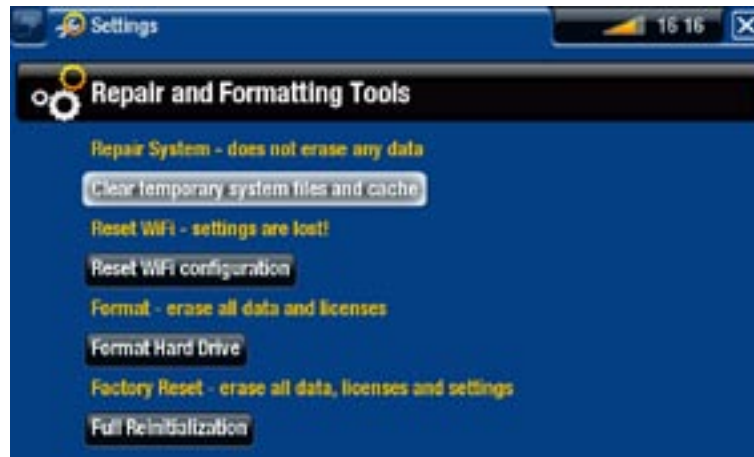 Settings
16 16
Repair and Formatting Tools
Repair System - does not erase any data
Clear temporary system files and cache
Reset WiFi - settings are lost!
Reset WiFi configuration
Format - erase all data and licenses
Format Hard Drive
Factory Reset - erase all data, licenses and settings
Full Reinitialization